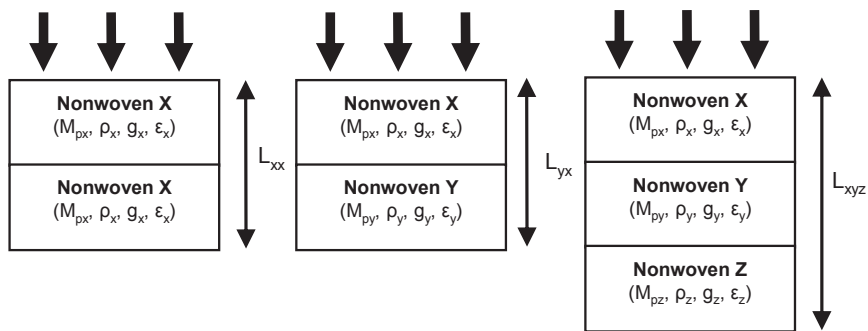 Nonwoven X
(Mpx, ρx, gx, εx)
Nonwoven X
(Mpx, ρx, gx, εx)
Lxx
Nonwoven X
(Mpx, ρx, gx, εx)
Nonwoven Y
(Mpy, ρy, gy, εy)
Lyx
Nonwoven X
(Mpx, ρx, gx, εx)
Nonwoven Y
(Mpy, ρy, gy, εy)
Nonwoven Z
(Mpz, ρz, gz, εz)
Lxyz